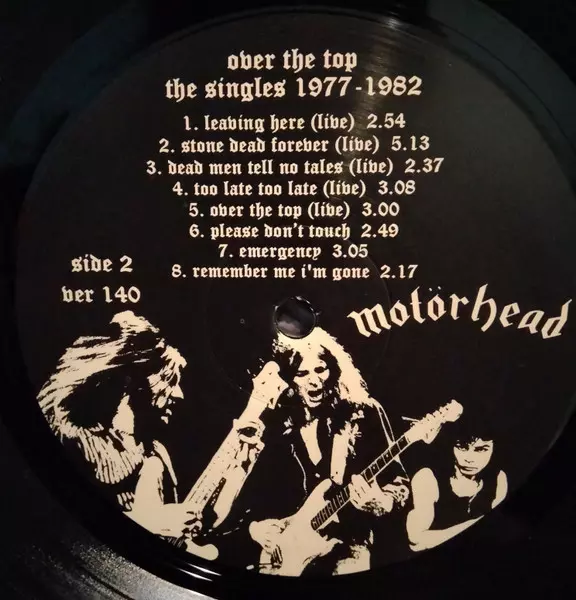 over the top
the singles 1977-1982
1. leaving here (live) 2.54
2. stone dead forever (live) 5.13
3. dead men tell no tales (live) 2.37
4. too late too late (live) 3.08
5. over the top (live) 3.00
6. please don't touch 2.49
7. emergency 3.05
8. remember me i'm gone 2.17
side 2
ver 140
motörhead